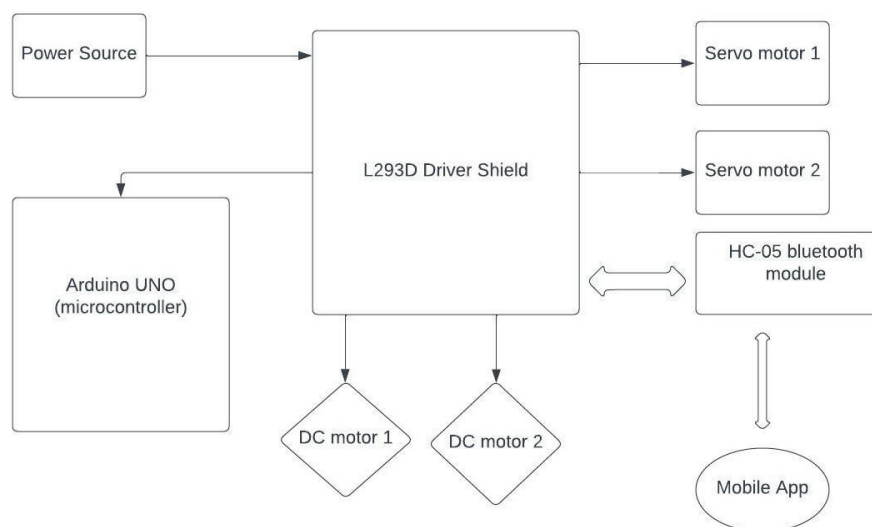 Power Source
L293D Driver Shield
Servo motor 1
Servo motor 2
Arduino UNO
(microcontroller)
HC-05 bluetooth
module
DC motor 1
DC motor 2
Mobile App